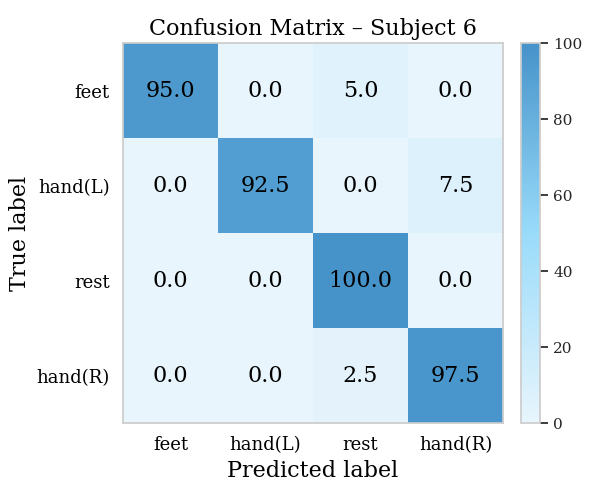 Confusion Matrix – Subject 6
feet 95.0 0.0 5.0 0.0
hand(L) 0.0 92.5 0.0 7.5
rest 0.0 0.0 100.0 0.0
hand(R) 0.0 0.0 2.5 97.5
feet hand(L) rest hand(R)
Predicted label
True label
100
80
60
40
20
0